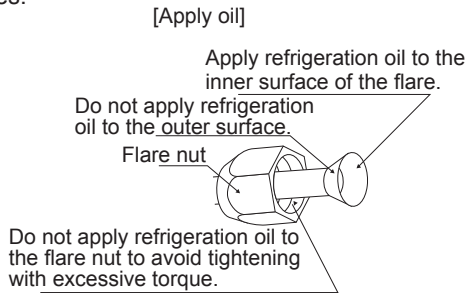 [Apply oil]
Apply refrigeration oil to the
inner surface of the flare.
Do not apply refrigeration
oil to the outer surface.
Flare nut
Do not apply refrigeration oil to
the flare nut to avoid tightening
with excessive torque.